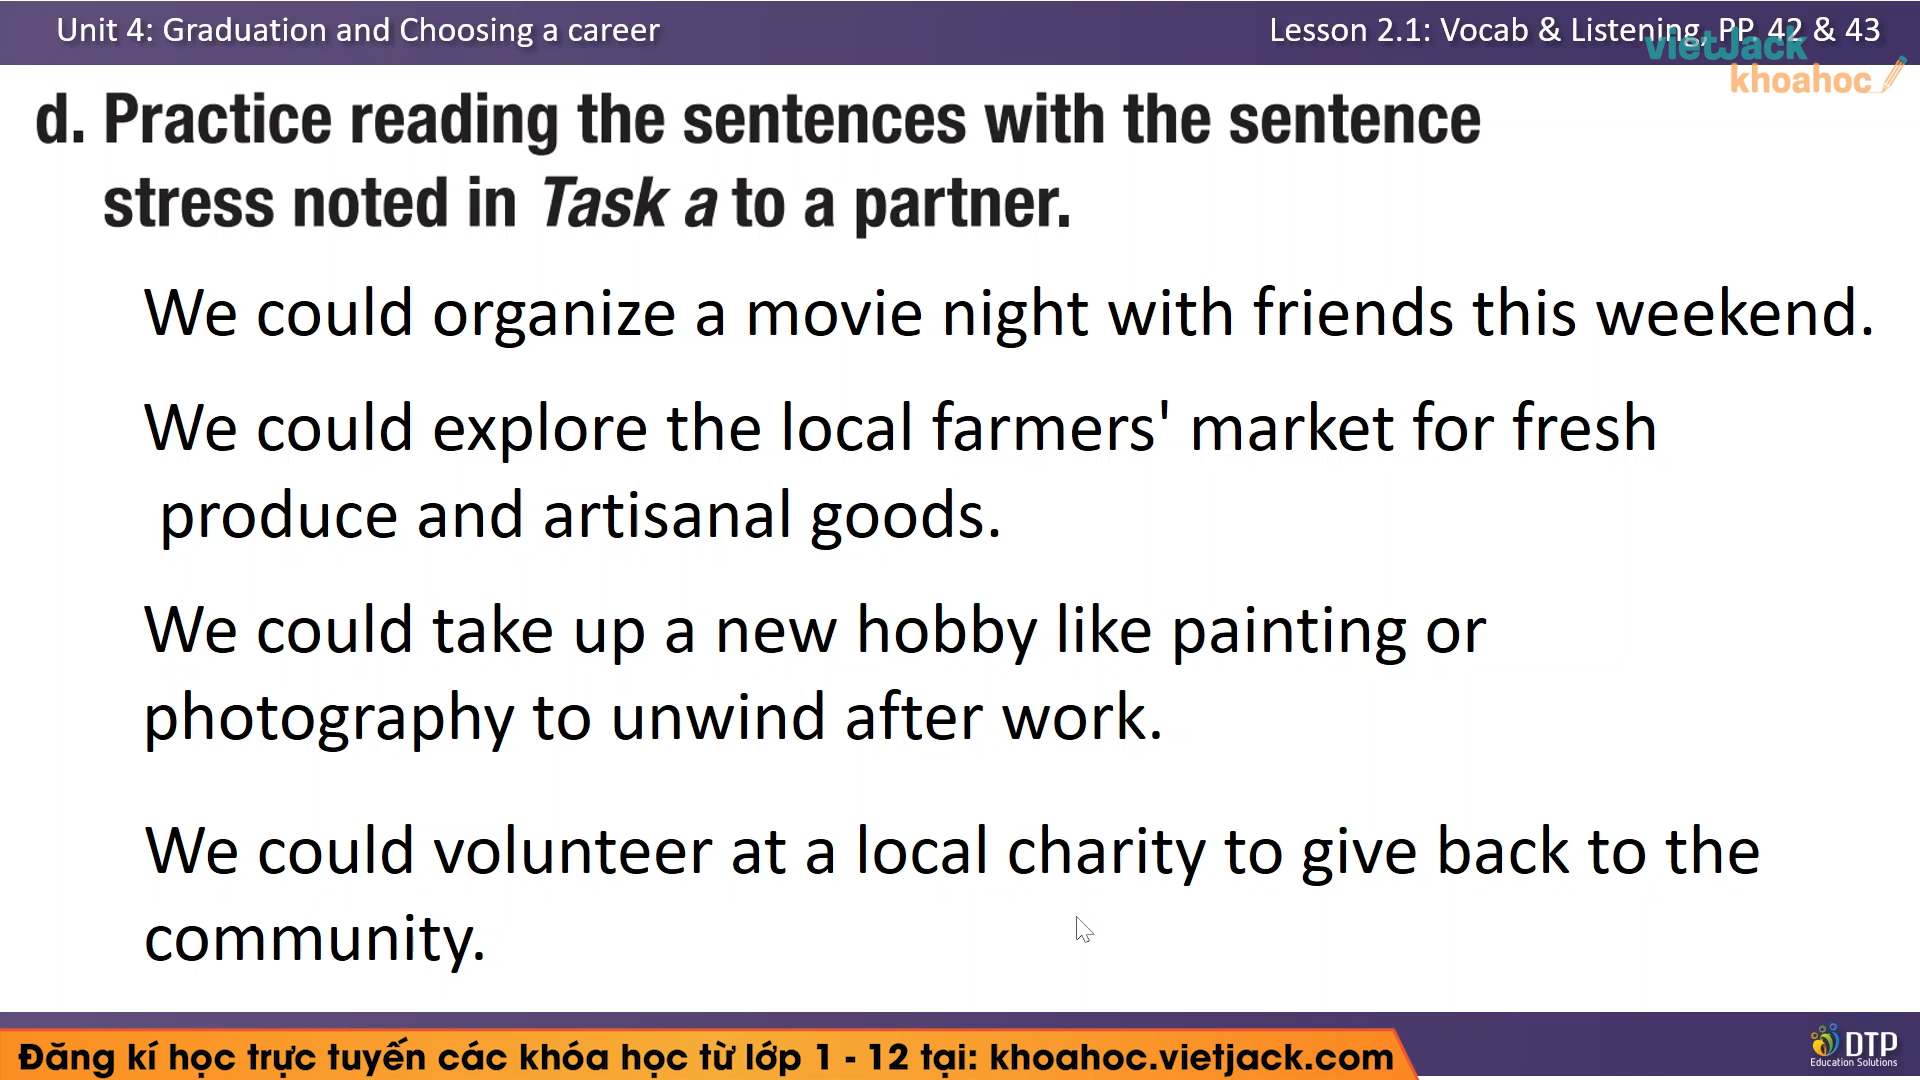 Unit 4: Graduation and Choosing a career
Lesson 2.1: Vocab & Listening, PP. 42 & 43
vietJack
khoahoc
d. Practice reading the sentences with the sentence
stress noted in Task a to a partner.
We could organize a movie night with friends this weekend.
We could explore the local farmers' market for fresh
produce and artisanal goods.
We could take up a new hobby like painting or
photography to unwind after work.
We could volunteer at a local charity to give back to the
community.
Đăng kí học trực tuyến các khóa học từ lớp 1 - 12 tại: khoahoc.vietjack.com
DTP
Education Solutions